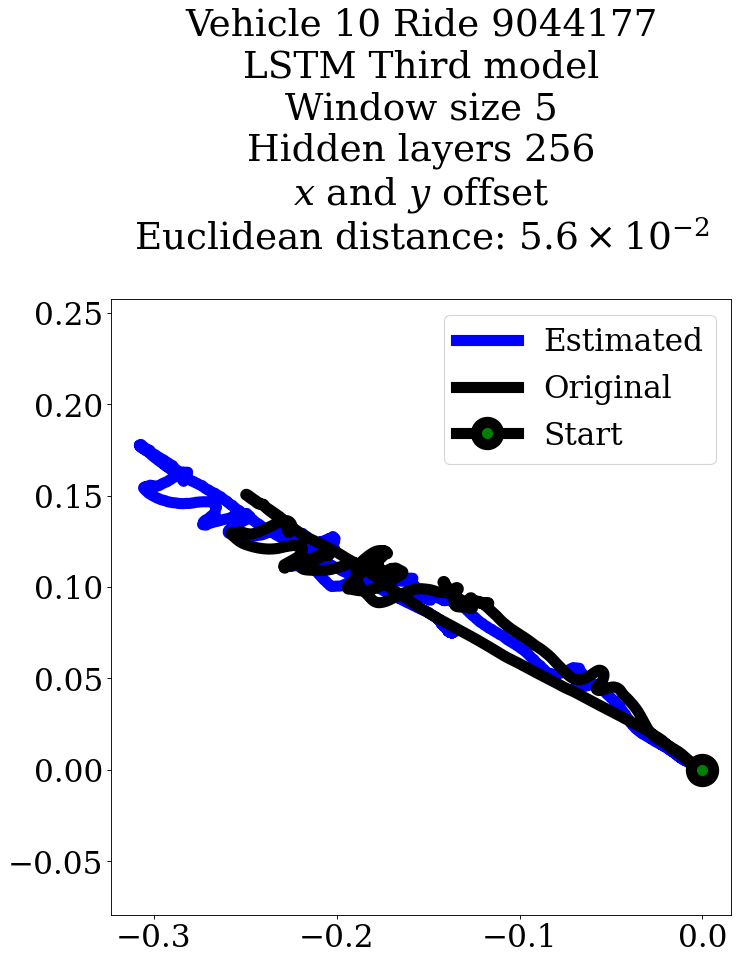 Vehicle 10 Ride 9044177
LSTM Third model
Window size 5
Hidden layers 256
x and y offset
Euclidean distance: 5.6 × 10⁻²
0.25
0.20
0.15
0.10
0.05
0.00
−0.05
Estimated
Original
Start
−0.3
−0.2
−0.1
0.0